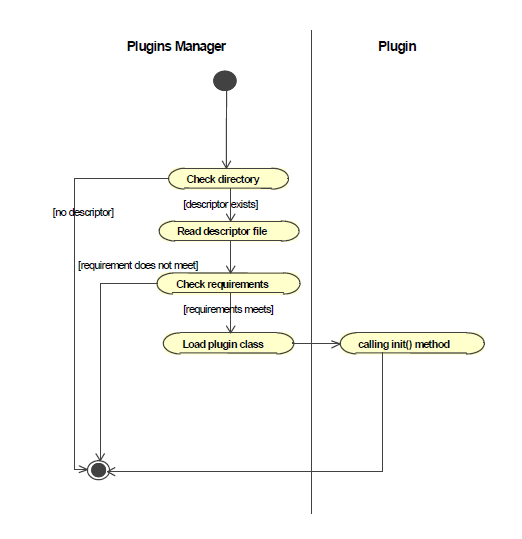 Plugins Manager
Plugin
Check directory
[descriptor exists]
[no descriptor]
Read descriptor file
[requirement does not meet]
Check requirements
[requirements meets]
Load plugin class
calling init() method